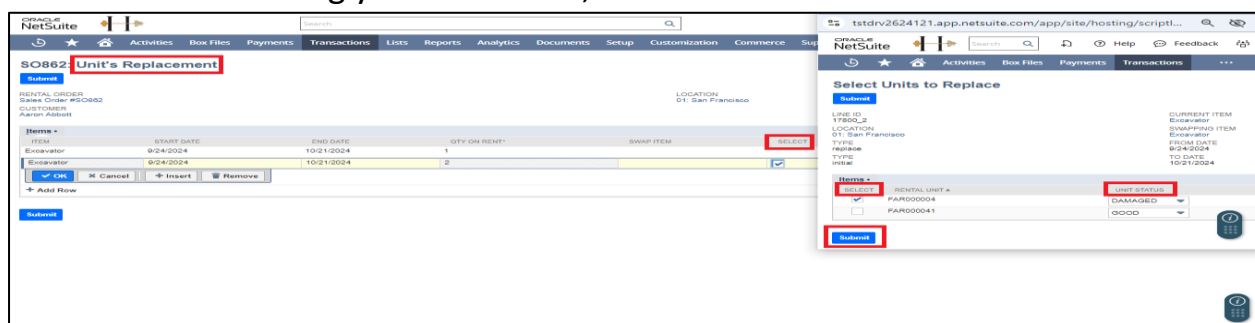 ORACLE
NetSuite
Search
Activities Box Files Payments Transactions Lists Reports Analytics Documents Setup Customization Commerce Sup
SO862: Unit's Replacement
Submit
RENTAL ORDER
Sales Order #SO862
CUSTOMER
Aaron Abbott
LOCATION
01: San Francisco
Items •
ITEM START DATE END DATE QTY ON RENT* SWAP ITEM SELECT
Excavator 9/24/2024 10/21/2024 1
Excavator 9/24/2024 10/21/2024 2
OK Cancel + Insert Remove
+ Add Row
Submit
tstdrv2624121.app.netsuite.com/app/site/hosting/scriptl...
ORACLE
NetSuite
Search Help Feedback
Activities Box Files Payments Transactions ...
Select Units to Replace
Submit
LINE ID
17800_2
LOCATION
01: San Francisco
TYPE
replace
TYPE
initial
CURRENT ITEM
Excavator
SWAPPING ITEM
Excavator
FROM DATE
9/24/2024
TO DATE
10/21/2024
Items •
SELECT RENTAL UNIT ▲ UNIT STATUS
FAR000004 DAMAGED
FAR000041 GOOD
Submit